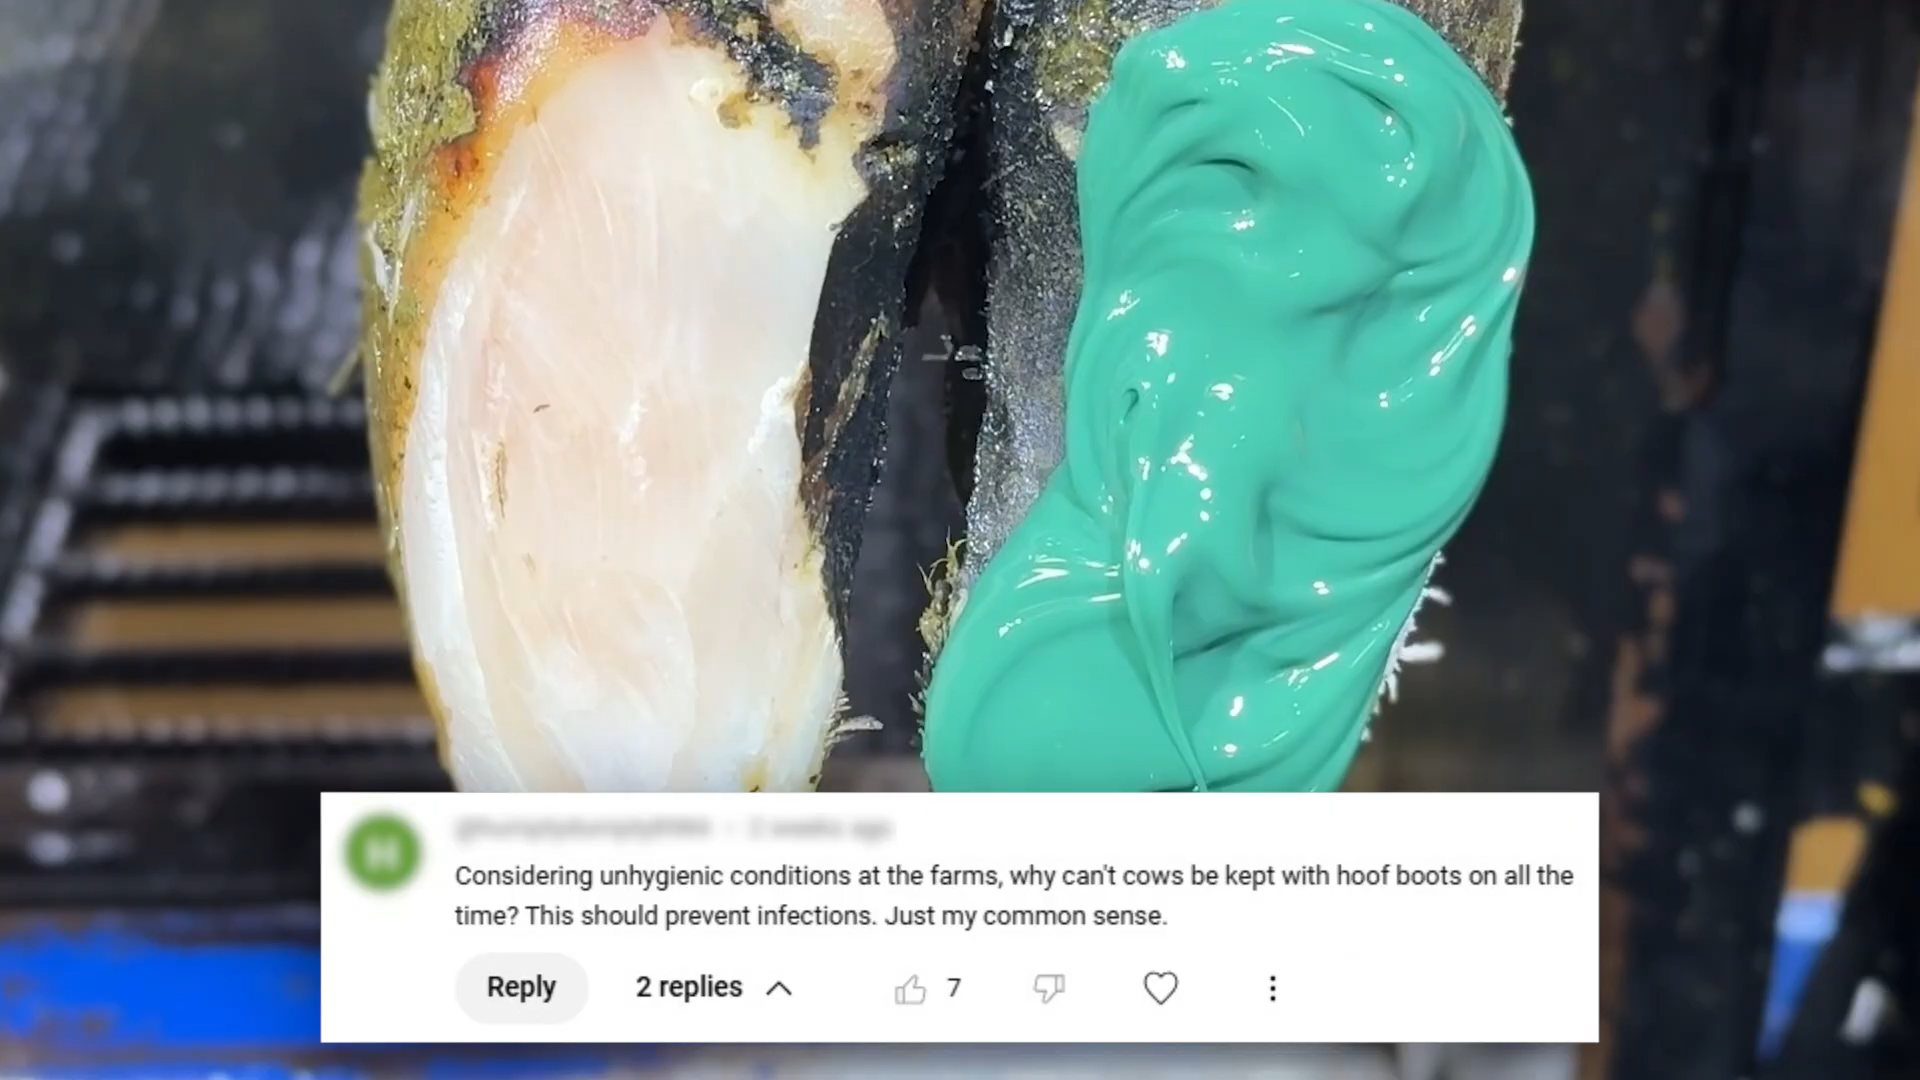 Considering unhygienic conditions at the farms, why can't cows be kept with hoof boots on all the
time? This should prevent infections. Just my common sense.
Reply 2 replies 7